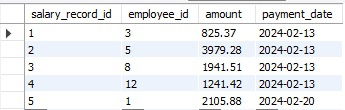 salary_record_id employee_id amount payment_date
1 3 825.37 2024-02-13
2 5 3979.28 2024-02-13
3 8 1941.51 2024-02-13
4 12 1241.42 2024-02-13
5 1 2105.88 2024-02-20